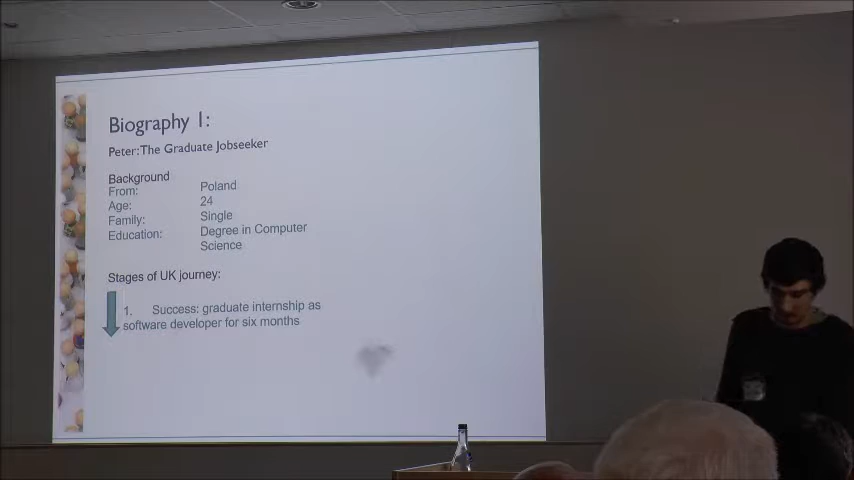 Biography 1:
Peter:The Graduate Jobseeker
Background
From: Poland
Age: 24
Family: Single
Education: Degree in Computer
Science
Stages of UK journey:
1. Success: graduate internship as
software developer for six months